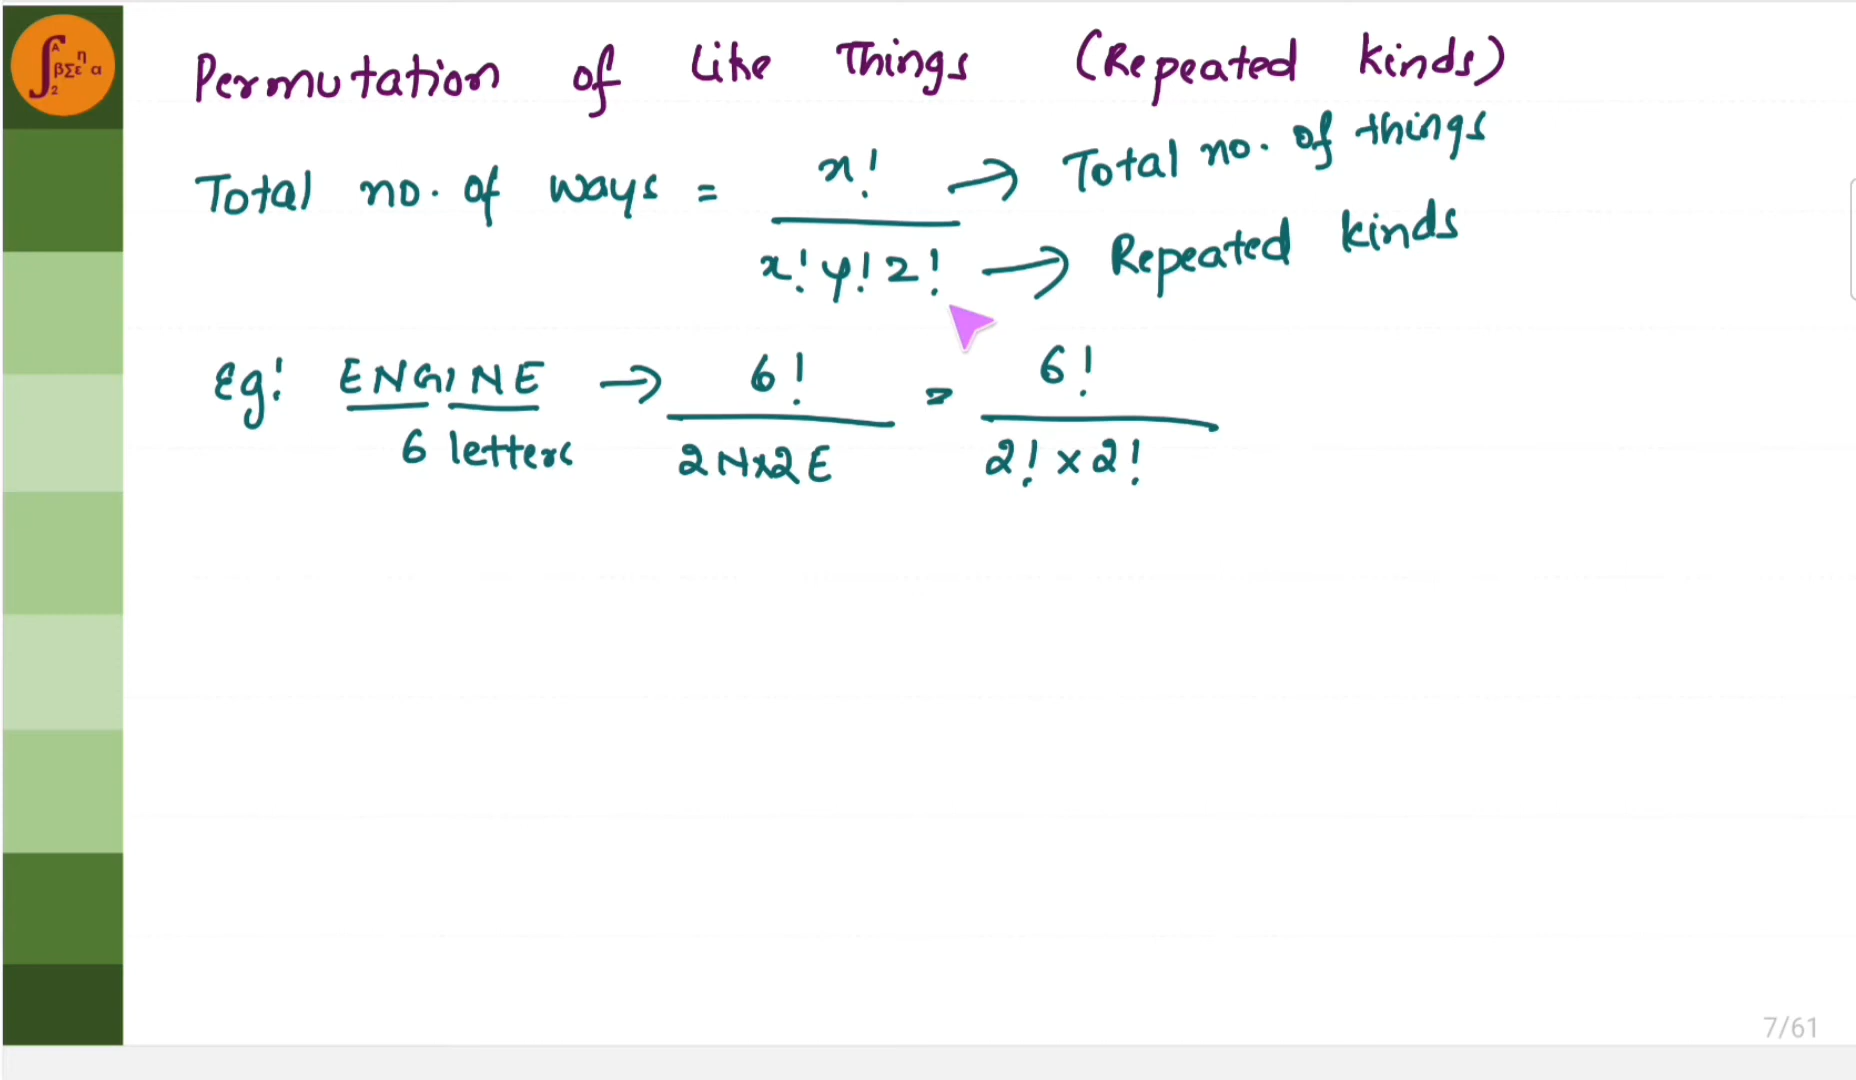 Permutation of Like Things (Repeated kinds)
Total no. of ways = n! → Total no. of things
x! y! z! → Repeated kinds
Eg: ENGINE → 6! = 6!
6 letters 2N×2E 2! × 2!
7/61